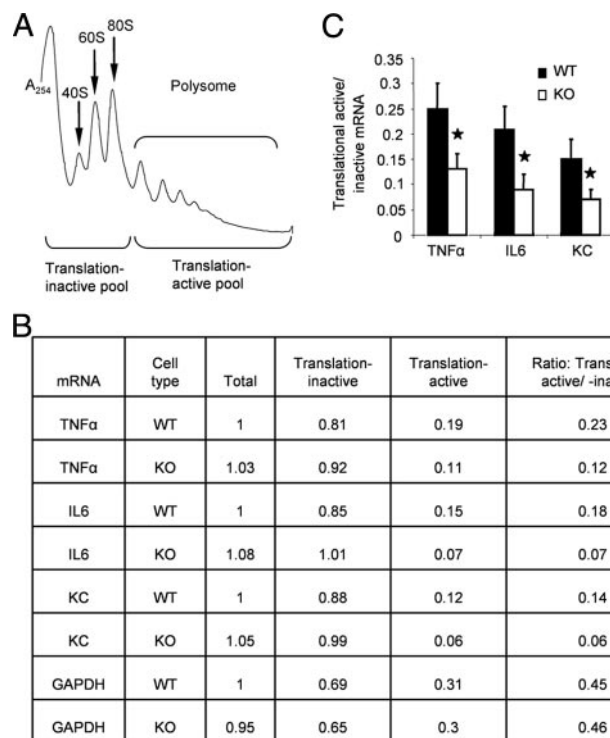 A
A254
40S
60S
80S
Polysome
Translation-
inactive pool
Translation-
active pool
C
Translational active/
inactive mRNA
0.35
0.3
0.25
0.2
0.15
0.1
0.05
0
WT
KO
★
★
★
TNFα IL6 KC
B
mRNA Cell type Total Translation-inactive Translation-active Ratio: Trans active/ -ina
TNFα WT 1 0.81 0.19 0.23
TNFα KO 1.03 0.92 0.11 0.12
IL6 WT 1 0.85 0.15 0.18
IL6 KO 1.08 1.01 0.07 0.07
KC WT 1 0.88 0.12 0.14
KC KO 1.05 0.99 0.06 0.06
GAPDH WT 1 0.69 0.31 0.45
GAPDH KO 0.95 0.65 0.3 0.46